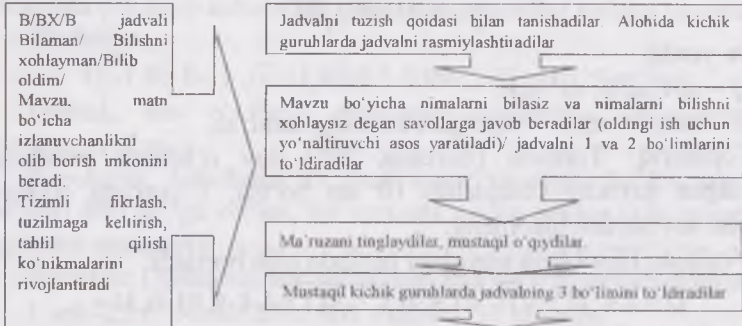 B/BX/B jadvali
Bilaman/ Bilishni
xohlayman/Bilib
oldim/
Mavzu, matn
bo‘icha
izlanuvchanlikni
olib borish imkonini
beradi.
Tizimli fikrlash,
tuzilmaga keltirish,
tahlil qilish
ko‘nikmalarini
rivojlantiradi
Jadvalni tuzish qoidasi bilan tanishadilar. Alohida kichik
guruhlarda jadvalni rasmiylashtiradilar
Mavzu bo‘yicha nimalarni bilasiz va nimalarni bilishni
xohlaysiz degan savollarga javob beradilar (oldingi ish uchun
yo‘naltiruvchi asos yaratiladi)/ jadvalni 1 va 2 bo‘limlarini
to‘ldiradilar
Ma‘ruzani tinglaydilar, mustaqil o‘qiydilar.
Mustaqil kichik guruhlarda jadvalning 3 bo‘limini to‘ldiradilar